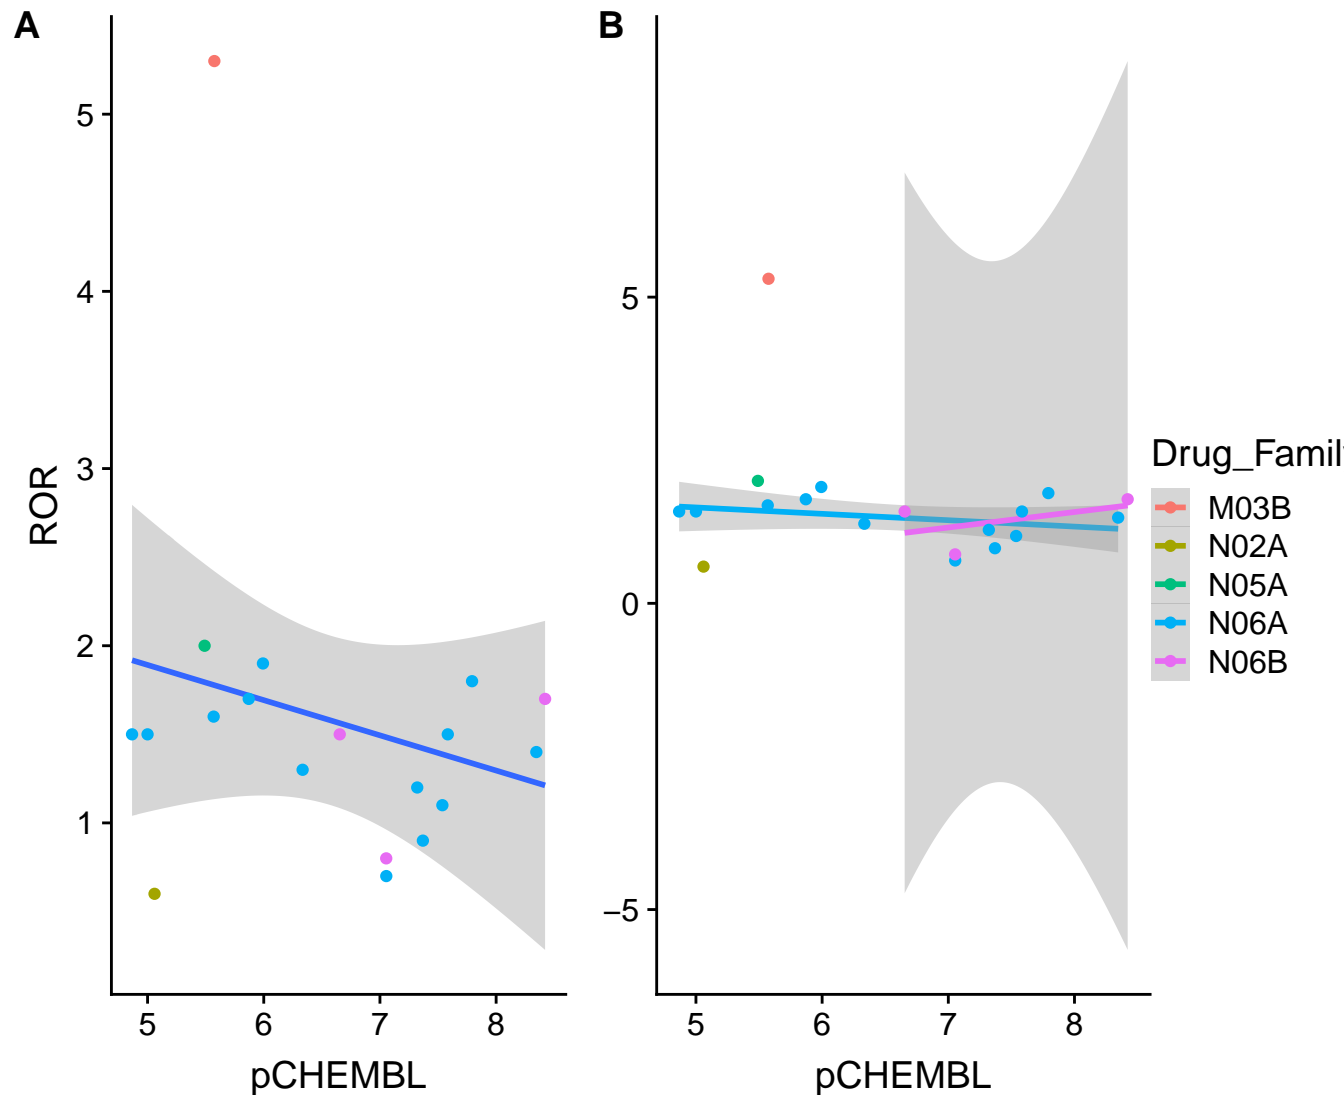 A
B
5
4
3
2
1
ROR
5 6 7 8
pCHEMBL
5
0
−5
5 6 7 8
pCHEMBL
Drug_Famil
M03B
N02A
N05A
N06A
N06B